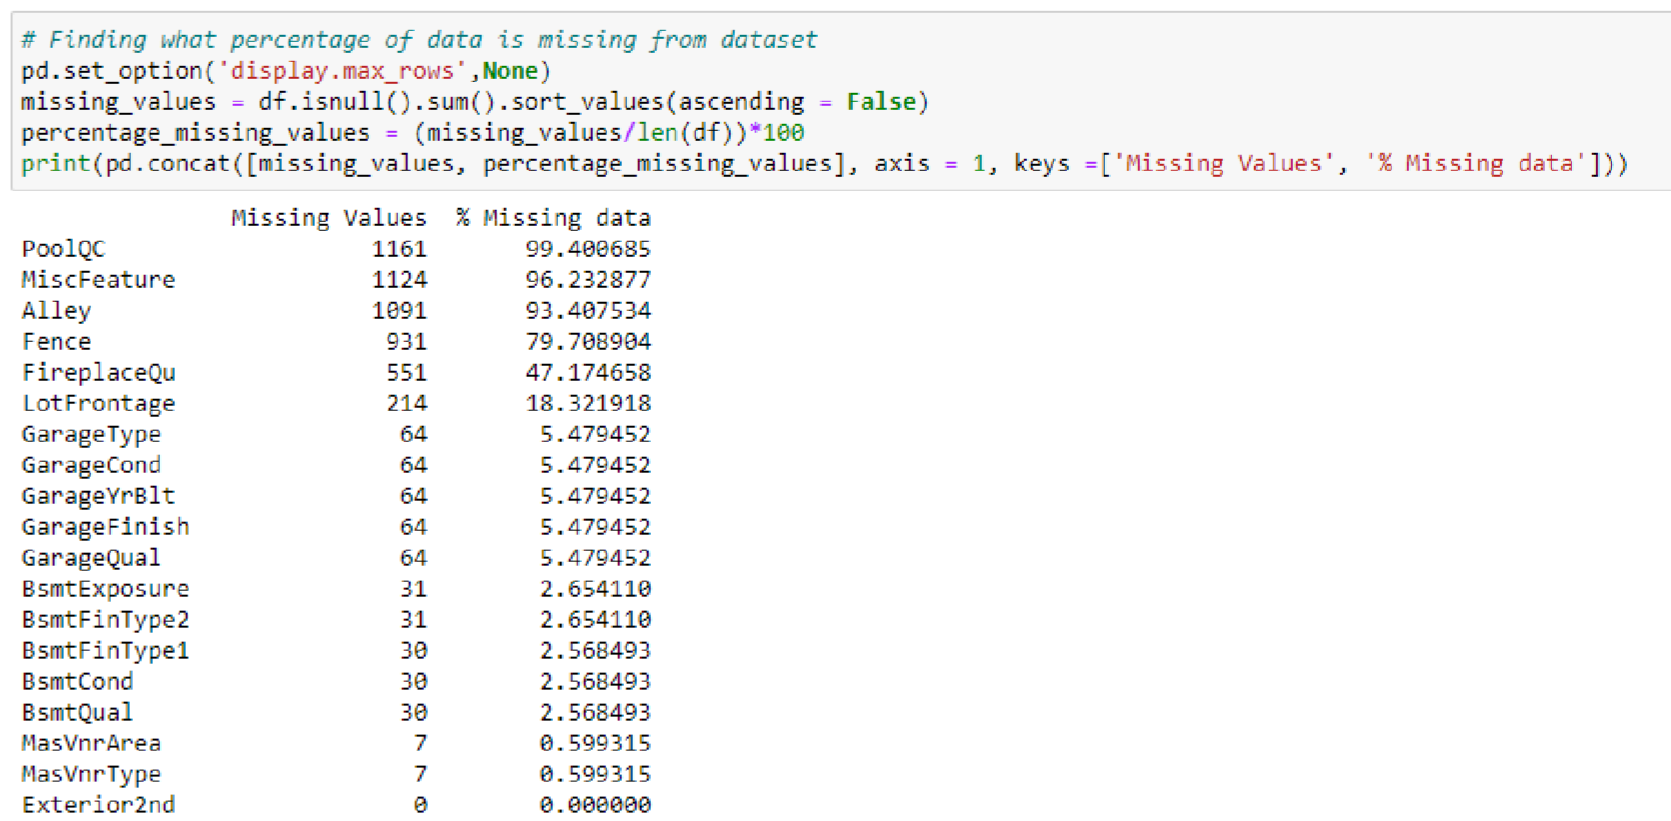 # Finding what percentage of data is missing from dataset
pd.set_option('display.max_rows',None)
missing_values = df.isnull().sum().sort_values(ascending = False)
percentage_missing_values = (missing_values/len(df))*100
print(pd.concat([missing_values, percentage_missing_values], axis = 1, keys =['Missing Values', '% Missing data']))
Missing Values % Missing data
PoolQC 1161 99.400685
MiscFeature 1124 96.232877
Alley 1091 93.407534
Fence 931 79.708904
FireplaceQu 551 47.174658
LotFrontage 214 18.321918
GarageType 64 5.479452
GarageCond 64 5.479452
GarageYrBlt 64 5.479452
GarageFinish 64 5.479452
GarageQual 64 5.479452
BsmtExposure 31 2.654110
BsmtFinType2 31 2.654110
BsmtFinType1 30 2.568493
BsmtCond 30 2.568493
BsmtQual 30 2.568493
MasVnrArea 7 0.599315
MasVnrType 7 0.599315
Exterior2nd 0 0.000000